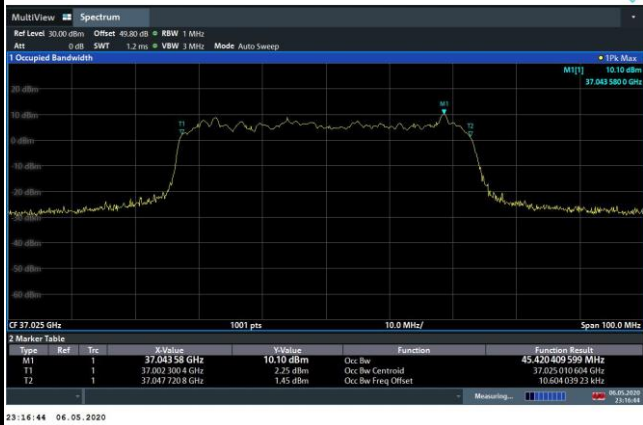 MultiView Spectrum
Ref Level 30.00 dBm Offset 49.80 dB RBW 1 MHz
Att 0 dB SWT 1.2 ms VBW 3 MHz Mode Auto Sweep
1 Occupied Bandwidth 1Pk Max
M1[1] 10.10 dBm
37.043 580 0 GHz
20 dBm
M1
T1
T2
10 dBm
0 dBm
-10 dBm
-20 dBm
-30 dBm
-40 dBm
-50 dBm
-60 dBm
CF 37.025 GHz 1001 pts 10.0 MHz/ Span 100.0 MHz
2 Marker Table
Type Ref Trc X-Value Y-Value Function Function Result
M1 1 37.043 58 GHz 10.10 dBm Occ Bw 45.420 409 599 MHz
T1 1 37.002 300 4 GHz 2.25 dBm Occ Bw Centroid 37.025 010 604 GHz
T2 1 37.047 720 8 GHz 1.45 dBm Occ Bw Freq Offset 10.604 039 23 kHz
Measuring... 06.05.2020
23:16:44
23:16:44 06.05.2020